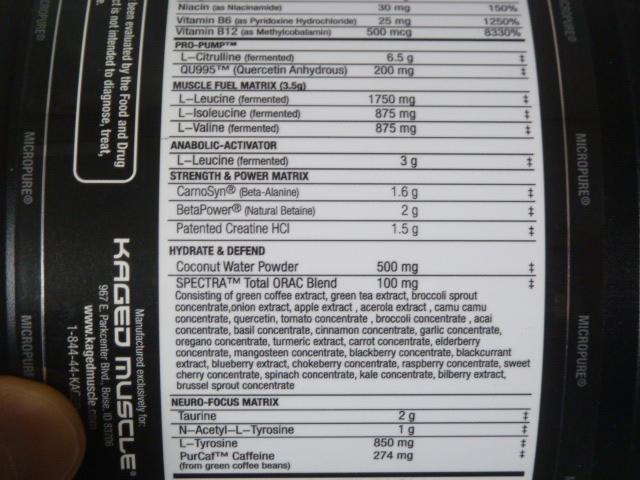 Niacin (as Niacinamide) 30 mg 150%
Vitamin B6 (as Pyridoxine Hydrochloride) 25 mg 1250%
Vitamin B12 (as Methylcobalamin) 500 mcg 8330%
PRO-PUMP™
L–Citrulline (fermented) 6.5 g ‡
QU995™ (Quercetin Anhydrous) 200 mg ‡
MUSCLE FUEL MATRIX (3.5g)
L–Leucine (fermented) 1750 mg ‡
L–Isoleucine (fermented) 875 mg ‡
L–Valine (fermented) 875 mg ‡
ANABOLIC-ACTIVATOR
L–Leucine (fermented) 3 g ‡
STRENGTH & POWER MATRIX
CarnoSyn® (Beta-Alanine) 1.6 g ‡
BetaPower® (Natural Betaine) 2 g ‡
Patented Creatine HCl 1.5 g ‡
HYDRATE & DEFEND
Coconut Water Powder 500 mg ‡
SPECTRA™ Total ORAC Blend 100 mg ‡
Consisting of green coffee extract, green tea extract, broccoli sprout
concentrate,onion extract, apple extract , acerola extract , camu camu
concentrate, quercetin, tomato concentrate , broccoli concentrate , acai
concentrate, basil concentrate, cinnamon concentrate, garlic concentrate,
oregano concentrate, turmeric extract, carrot concentrate, elderberry
concentrate, mangosteen concentrate, blackberry concentrate, blackcurrant
extract, blueberry extract, chokeberry concentrate, raspberry concentrate, sweet
cherry concentrate, spinach concentrate, kale concentrate, bilberry extract,
brussel sprout concentrate
NEURO-FOCUS MATRIX
Taurine 2 g ‡
N–Acetyl–L–Tyrosine 1 g ‡
L–Tyrosine 850 mg ‡
PurCaf™ Caffeine 274 mg ‡
(from green coffee beans)
been evaluated by the Food and Drug
is not intended to diagnose, treat,
Manufactured exclusively for:
KAGED MUSCLE®
967 E. Parkcenter Blvd., Boise, ID 83706
www.kagedmuscle.com
1-844-44-KAG
MICROPURE®
MICROPURE®
MICROPURE®
MICROPURE®